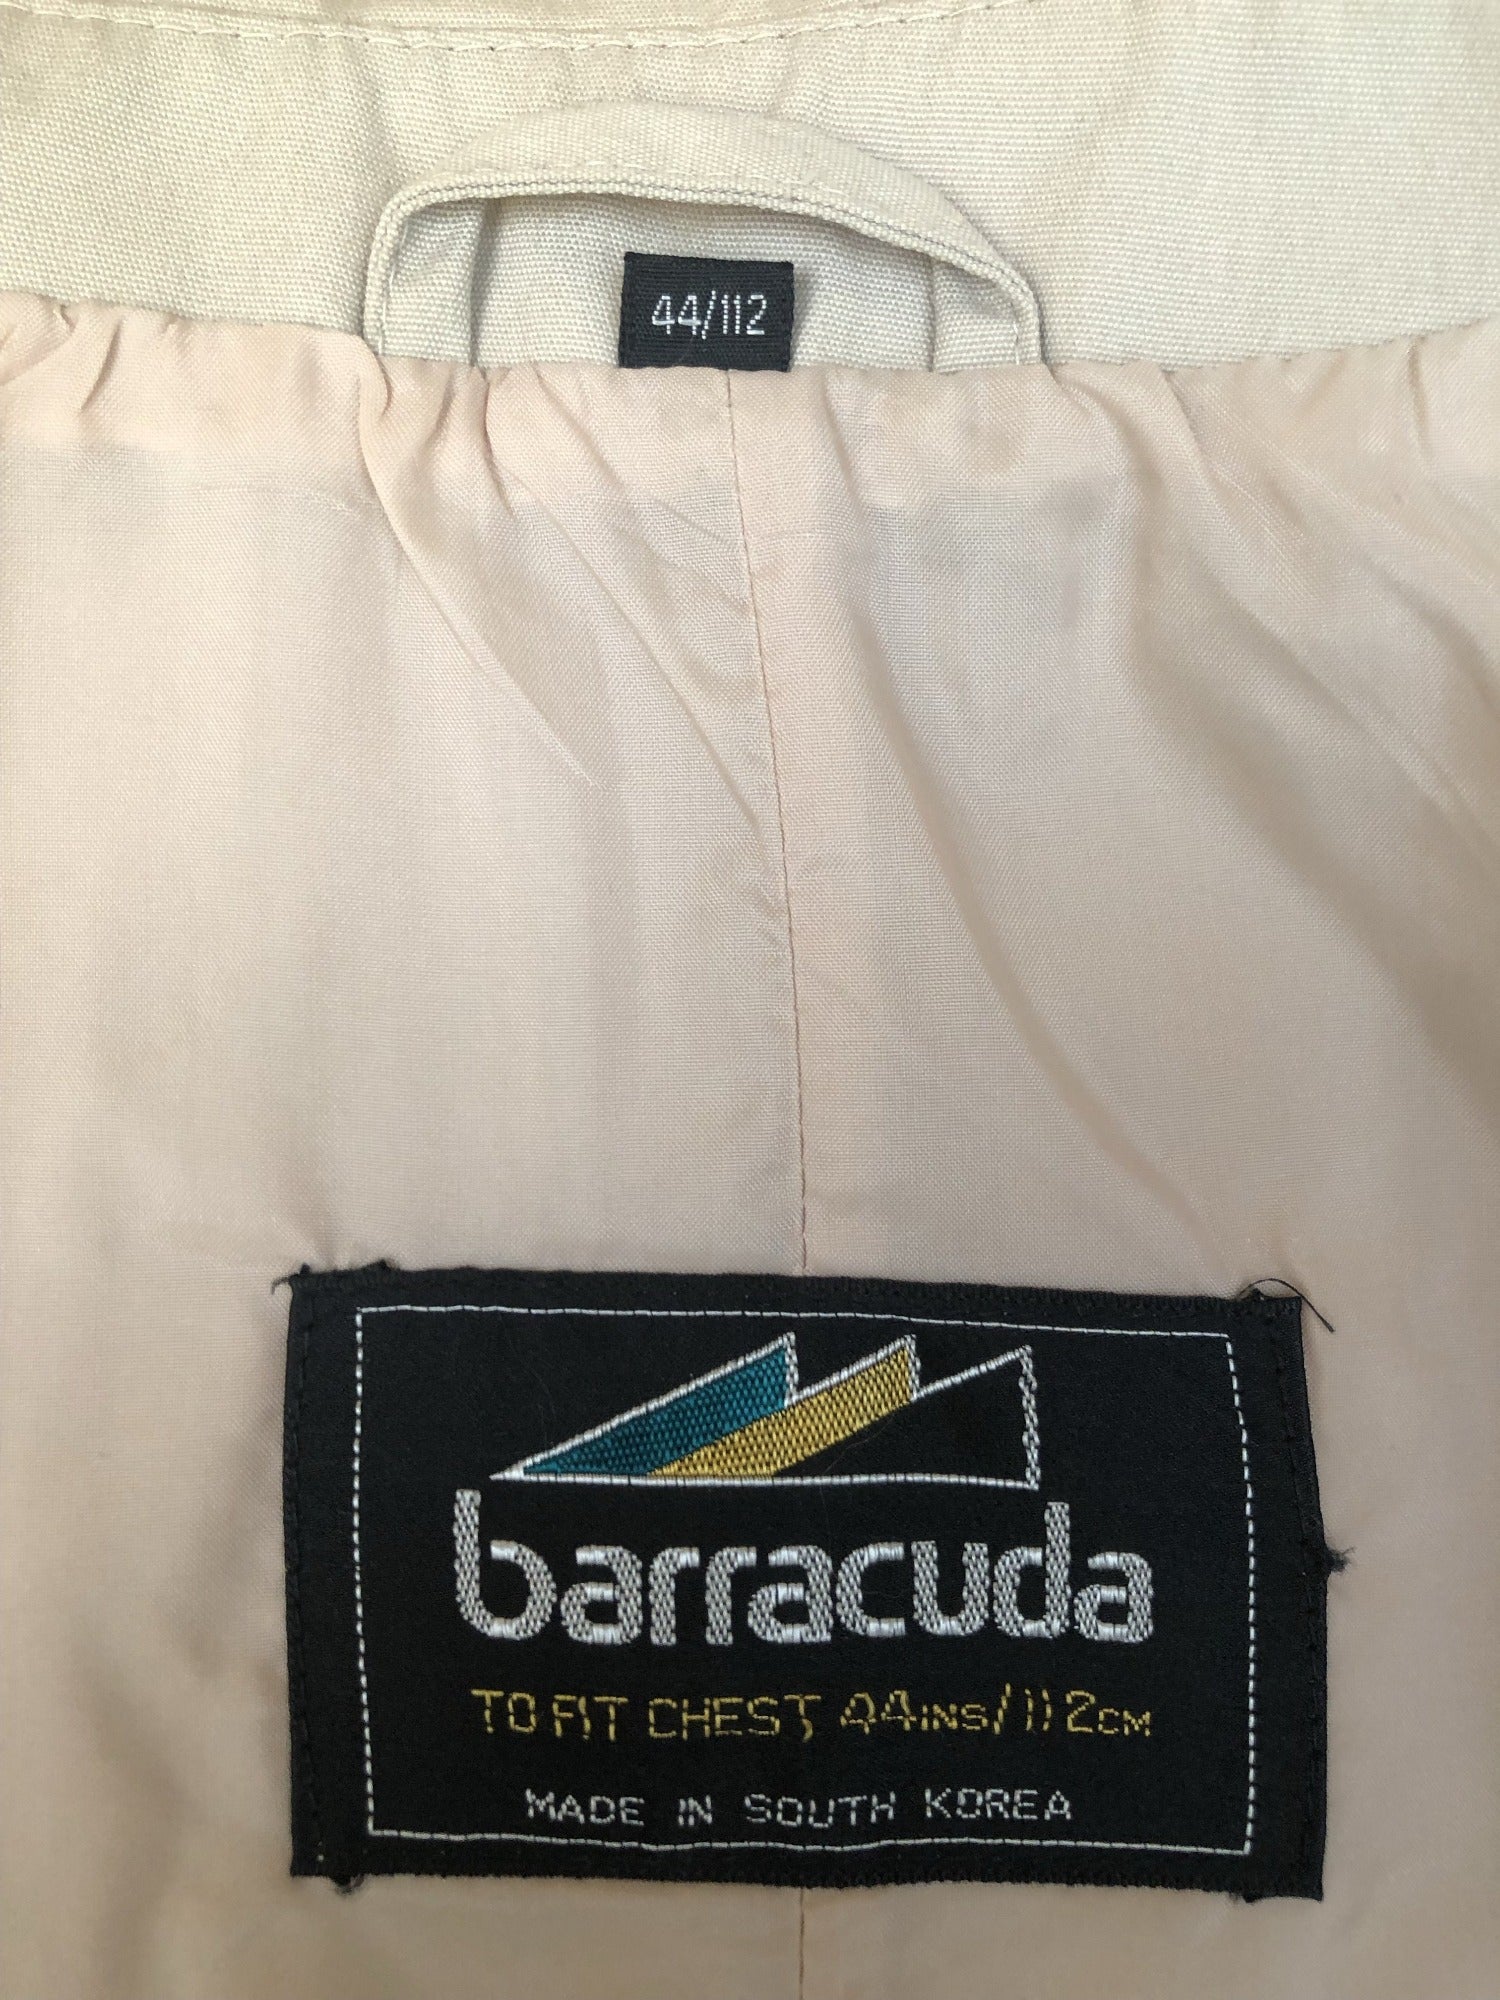 44/112
barracuda
TO FIT CHEST 44INS/112CM
MADE IN SOUTH KOREA